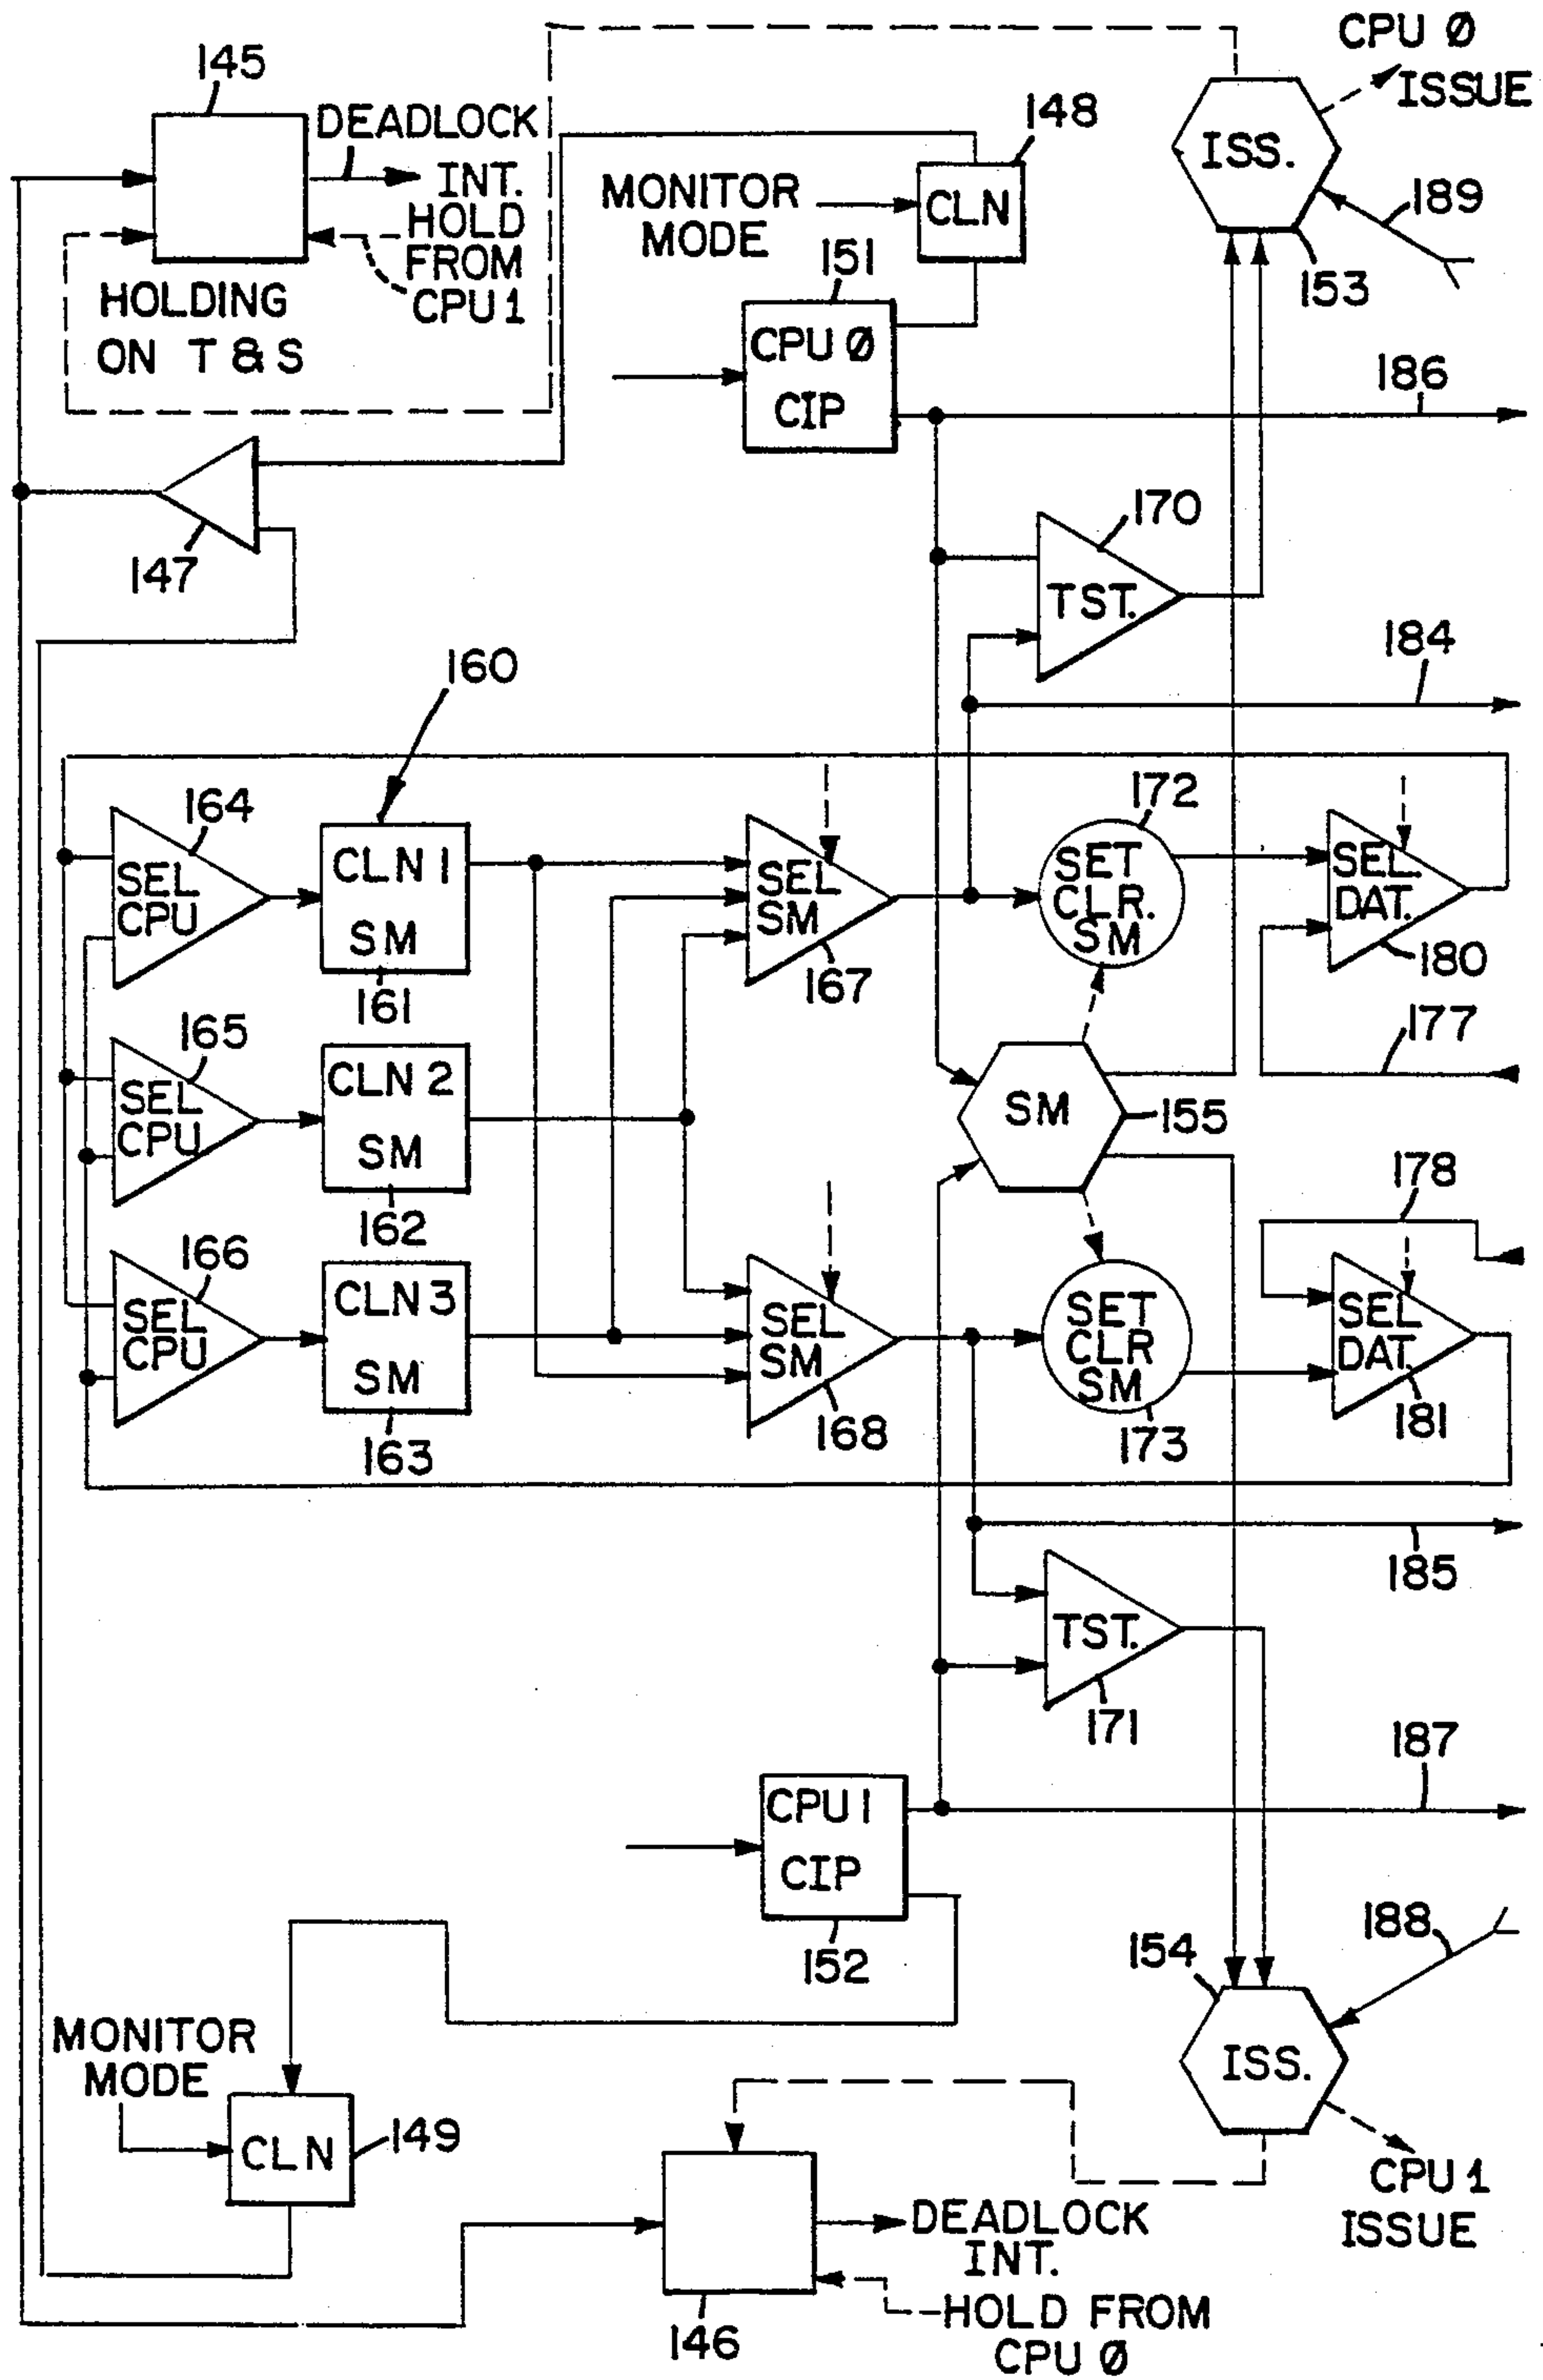 CPU Ø
ISSUE
145
DEADLOCK
INT.
HOLD
FROM
CPU 1
HOLDING
ON T & S
148
MONITOR
MODE
CLN
ISS.
189
153
151
CPU Ø
CIP
186
147
170
TST.
184
160
164
SEL
CPU
CLN 1
SM
161
SEL
SM
167
172
SET
CLR.
SM
SEL.
DAT.
180
177
165
SEL
CPU
CLN 2
SM
162
SM
155
178
166
SEL
CPU
CLN 3
SM
163
SEL
SM
168
SET
CLR
SM
173
SEL
DAT.
181
185
TST.
171
187
CPU 1
CIP
152
188
154
ISS.
MONITOR
MODE
CLN
149
CPU 1
ISSUE
DEADLOCK
INT.
HOLD FROM
CPU Ø
146